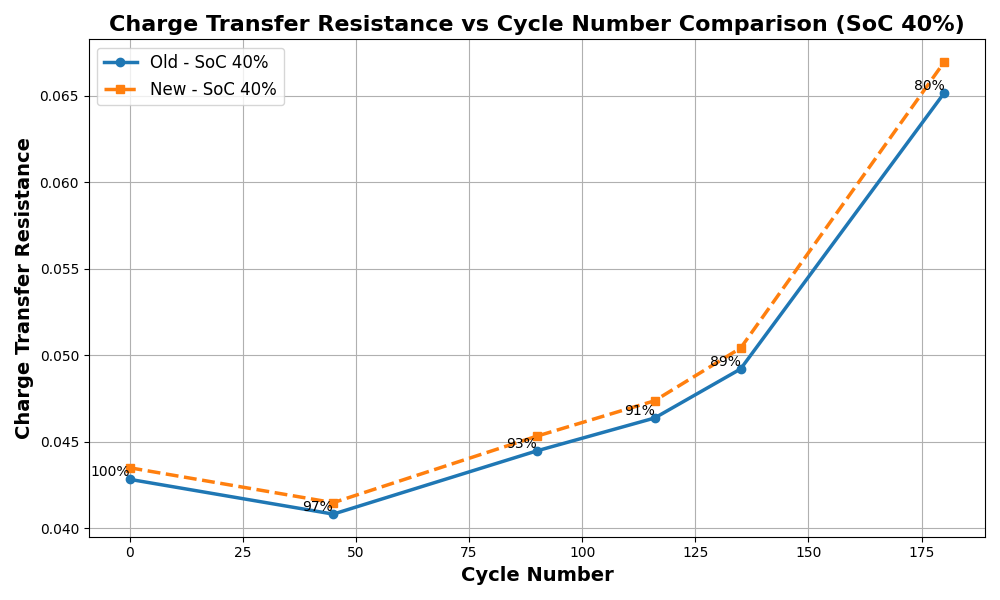 Charge Transfer Resistance vs Cycle Number Comparison (SoC 40%)
Old - SoC 40%
New - SoC 40%
Charge Transfer Resistance
0.065
0.060
0.055
0.050
0.045
0.040
100%
97%
93%
91%
89%
80%
0 25 50 75 100 125 150 175
Cycle Number